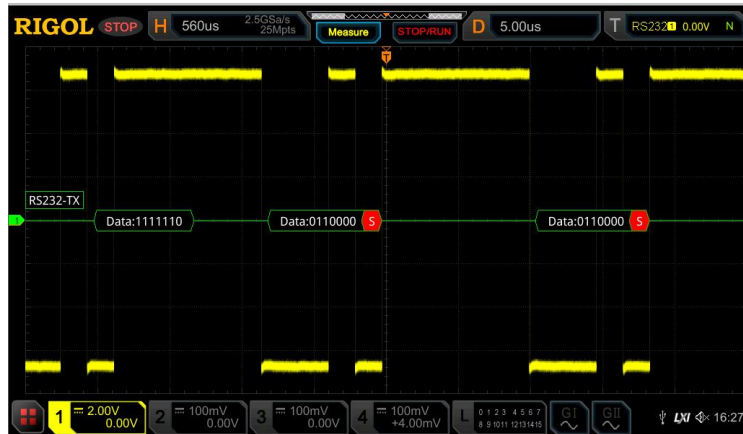 RIGOL STOP H 560us 2.5GSa/s 25Mpts Measure STOP/RUN D 5.00us T RS232 1 0.00V N
T
RS232-TX
1 Data:1111110 Data:0110000 S Data:0110000 S
1 2.00V 0.00V 2 100mV 0.00V 3 100mV 0.00V 4 100mV +4.00mV L 0 1 2 3 4 5 6 7 8 9 10 11 12 13 14 15 GI GII LXI 16:27